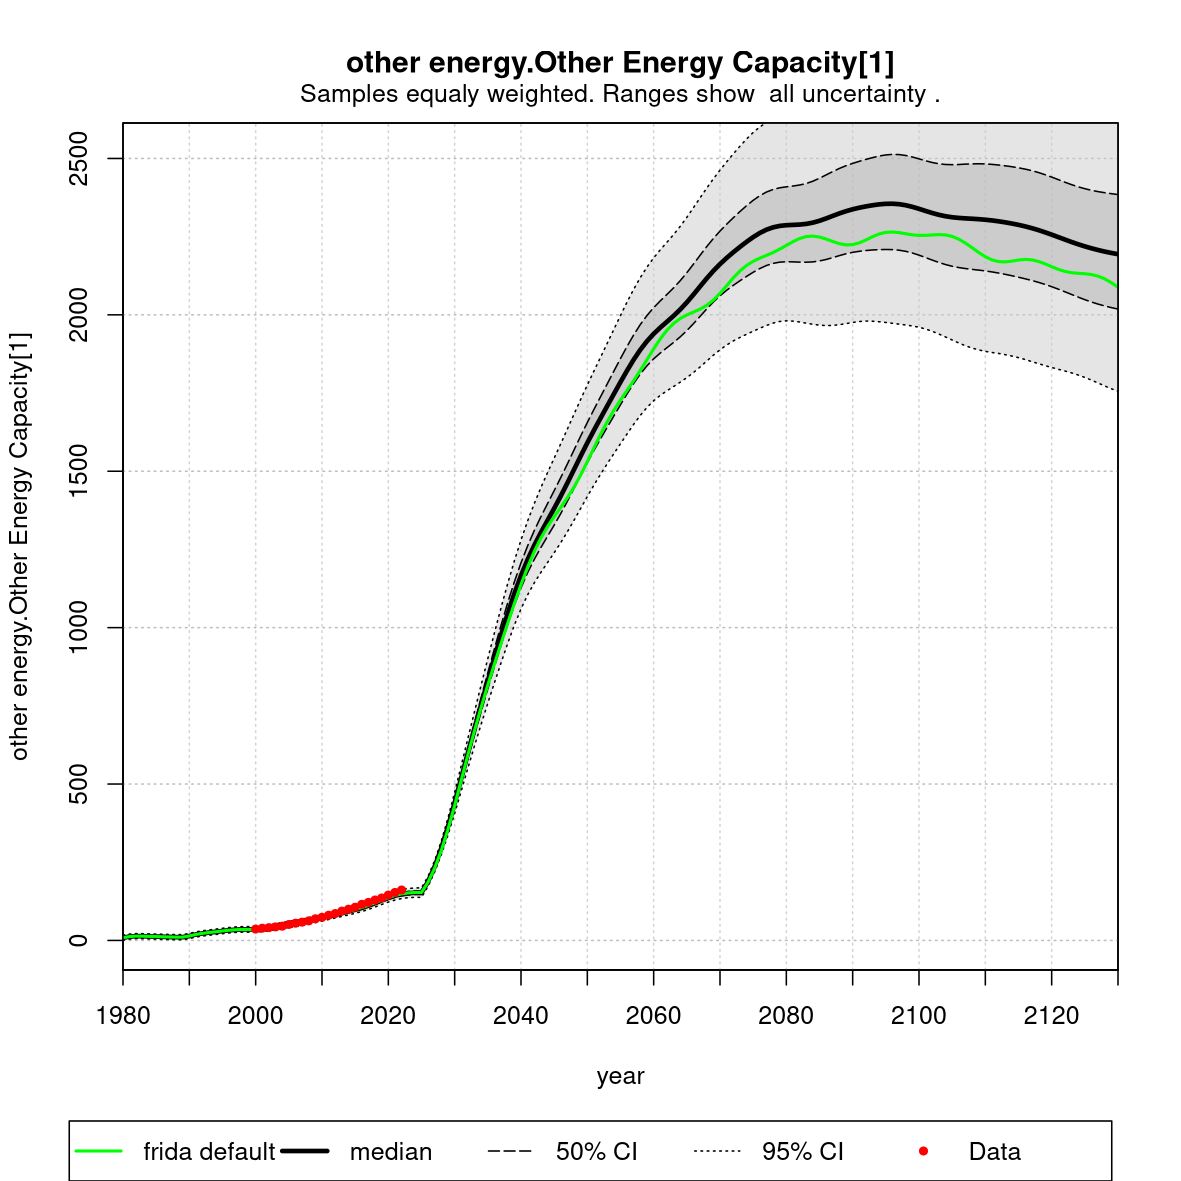 other energy.Other Energy Capacity[1]
Samples equaly weighted. Ranges show  all uncertainty .
other energy.Other Energy Capacity[1]
2500
2000
1500
1000
500
0
1980 2000 2020 2040 2060 2080 2100 2120
year
frida default median 50% CI 95% CI Data